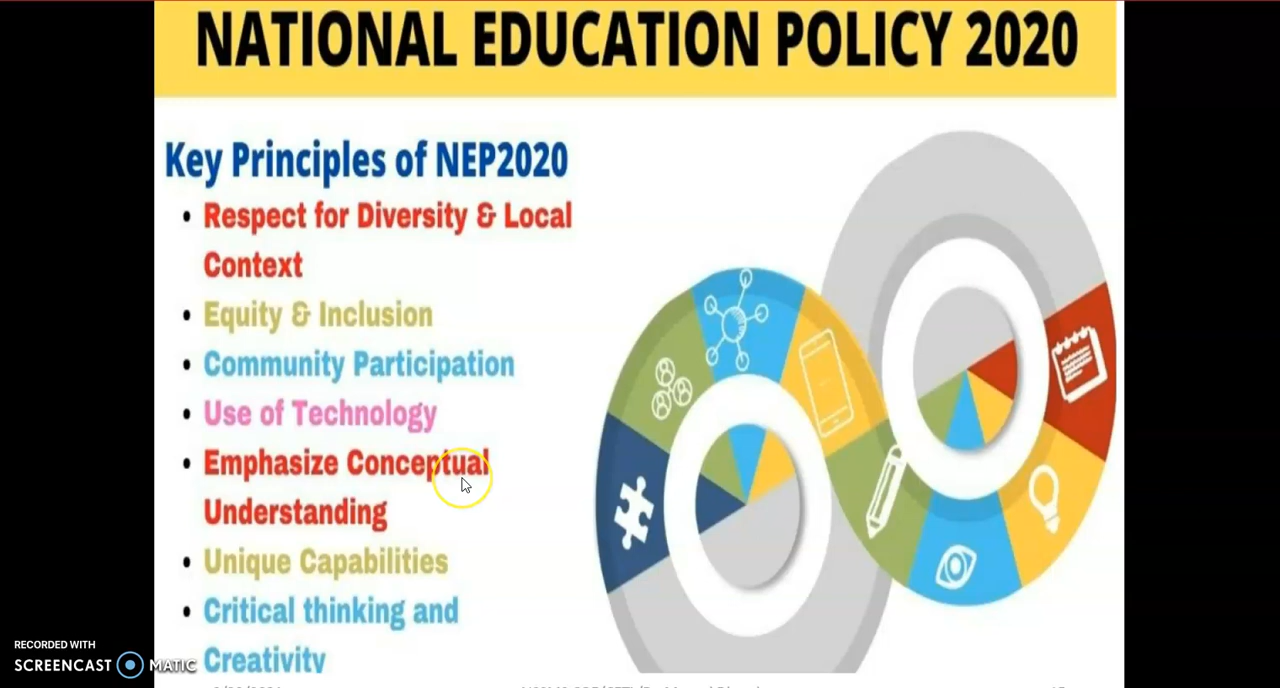 NATIONAL EDUCATION POLICY 2020
Key Principles of NEP2020
• Respect for Diversity & Local
Context
• Equity & Inclusion
• Community Participation
• Use of Technology
• Emphasize Conceptual
Understanding
• Unique Capabilities
• Critical thinking and
Creativity
RECORDED WITH
SCREENCAST MATIC